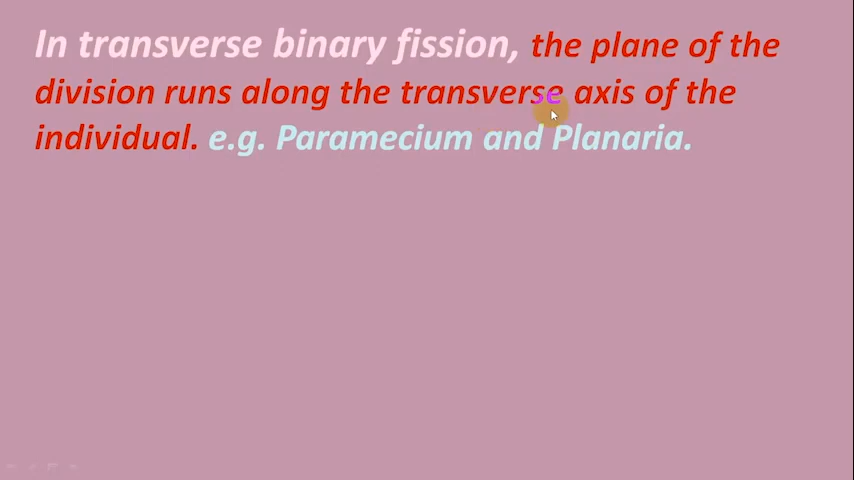 In transverse binary fission, the plane of the
division runs along the transverse axis of the
individual. e.g. Paramecium and Planaria.